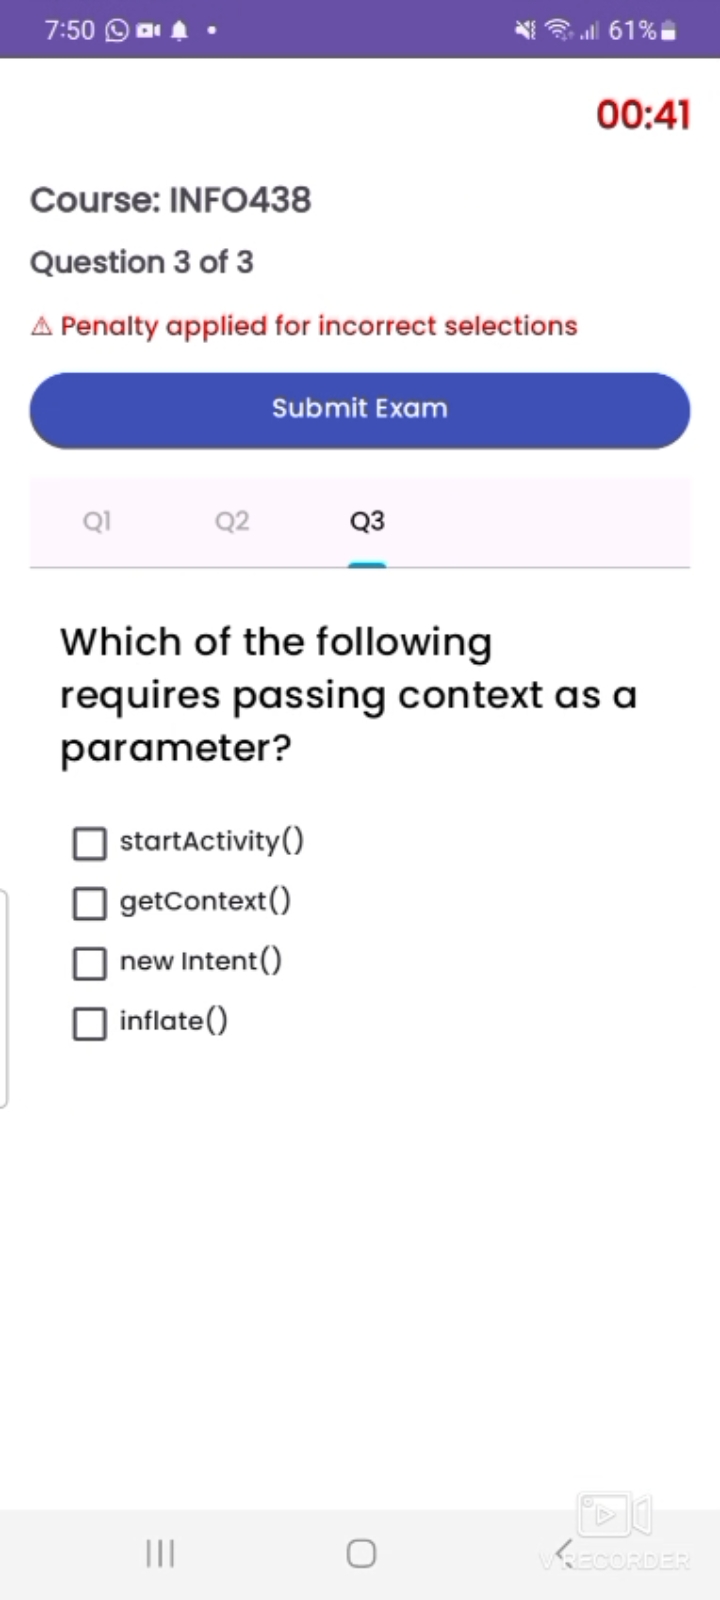 7:50 61%
00:41
Course: INFO438
Question 3 of 3
⚠ Penalty applied for incorrect selections
Submit Exam
Q1 Q2 Q3
Which of the following
requires passing context as a
parameter?
startActivity()
getContext()
new Intent()
inflate()
V RECORDER